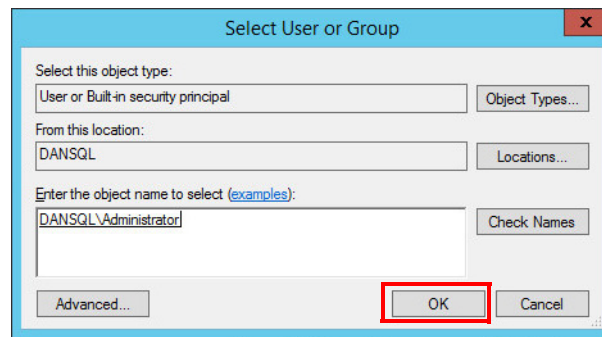 Select User or Group
x
Select this object type:
User or Built-in security principal
Object Types...
From this location:
DANSQL
Locations...
Enter the object name to select (examples):
DANSQL\Administrator
Check Names
Advanced...
OK
Cancel